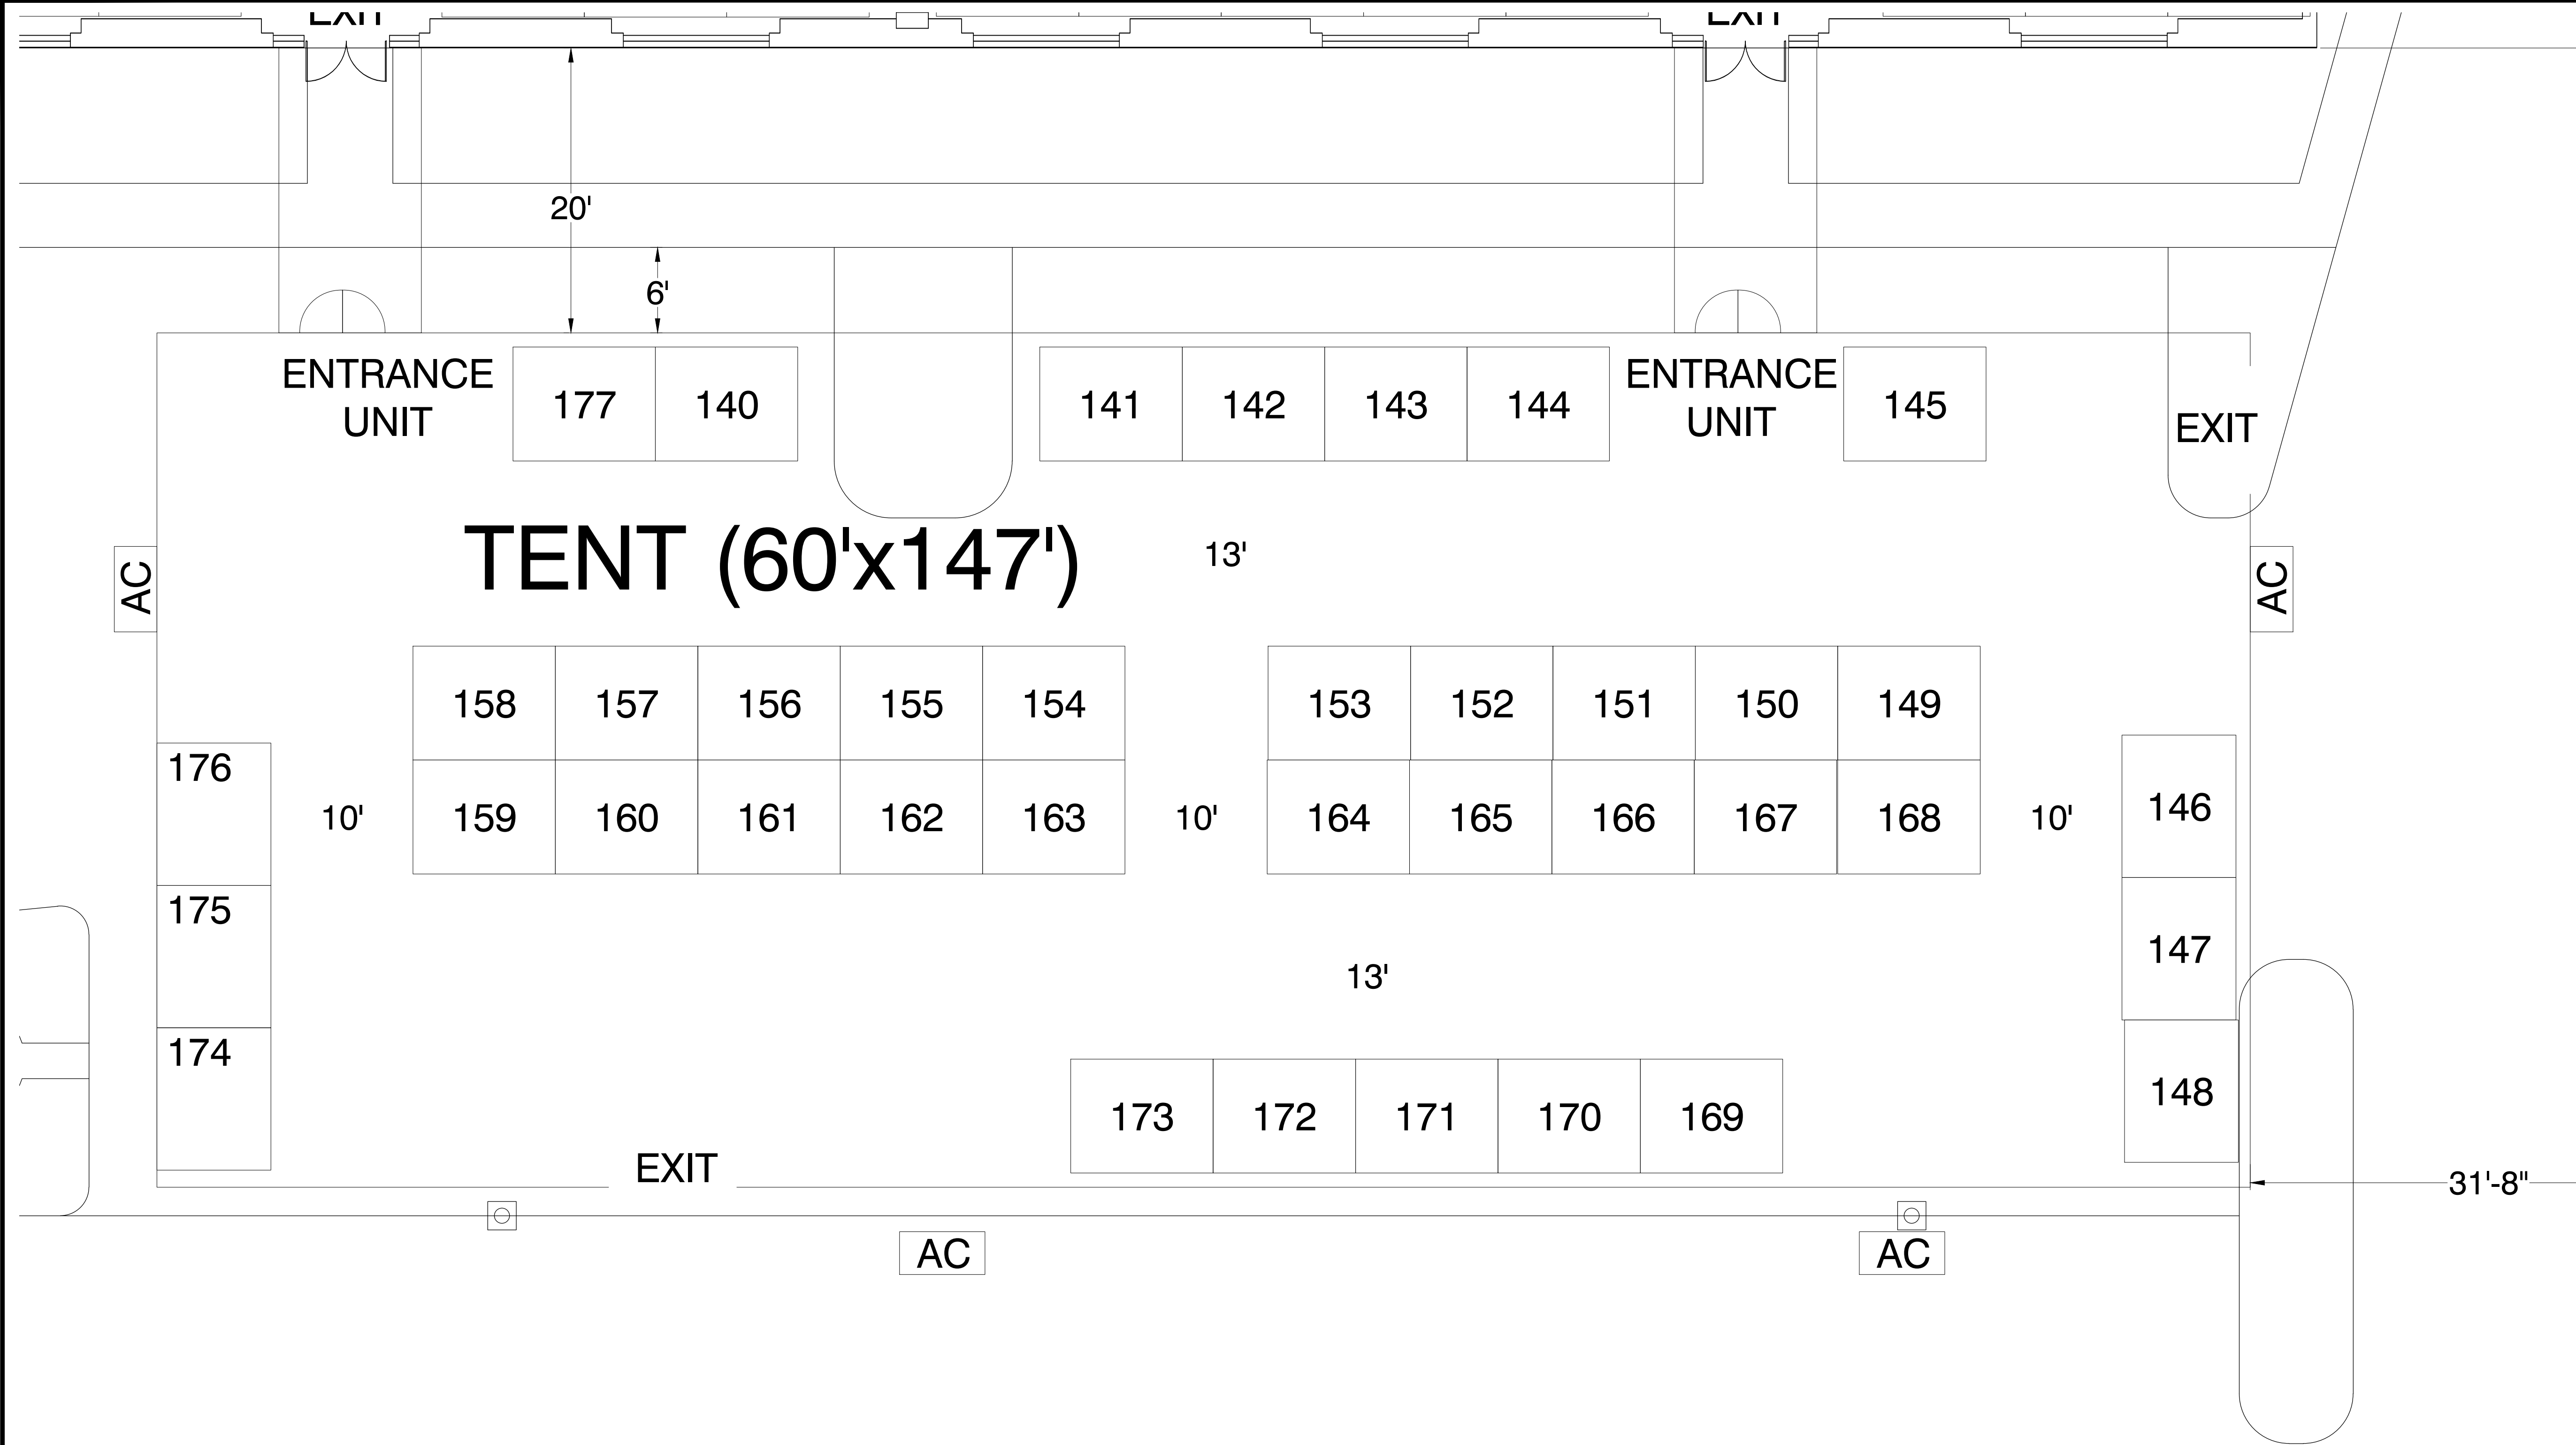 EXIT EXIT
20'
6'
ENTRANCE
UNIT
177 140 141 142 143 144
ENTRANCE
UNIT
145
EXIT
TENT (60'x147')
13'
AC
AC
158 157 156 155 154 153 152 151 150 149
176
10' 159 160 161 162 163 10' 164 165 166 167 168 10' 146
175
147
13'
174
148
173 172 171 170 169
EXIT
31'-8"
AC AC